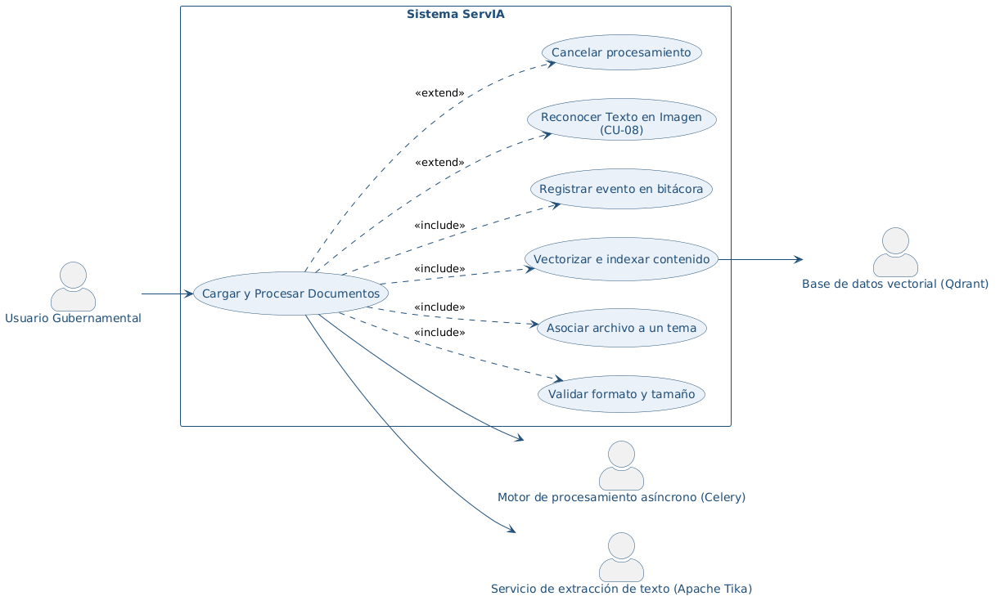 Sistema ServIA
Cancelar procesamiento
«extend»
Reconocer Texto en Imagen
(CU-08)
«extend»
Registrar evento en bitácora
«include»
Vectorizar e indexar contenido
«include»
Base de datos vectorial (Qdrant)
Cargar y Procesar Documentos
Usuario Gubernamental
«include»
Asociar archivo a un tema
«include»
Validar formato y tamaño
Motor de procesamiento asíncrono (Celery)
Servicio de extracción de texto (Apache Tika)